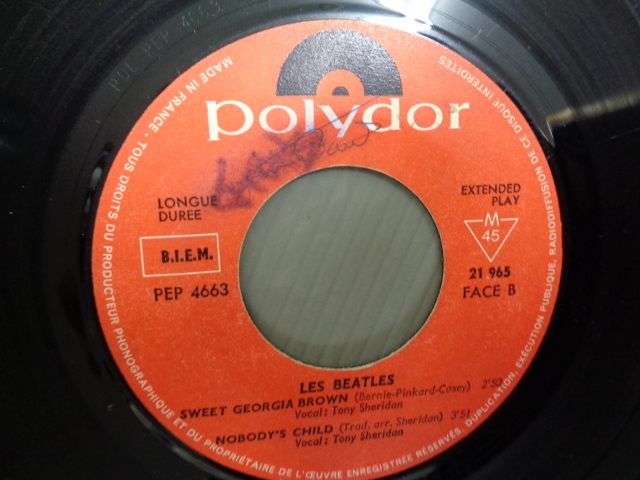 POL PEP 4663
polydor
LONGUE
DUREE
EXTENDED
PLAY
M
45
B.I.E.M.
PEP 4663
21 965
FACE B
LES BEATLES
SWEET GEORGIA BROWN (Bernie-Pinkard-Casey) 2'50
Vocal: Tony Sheridan
NOBODY'S CHILD (Trad. arr. Sheridan) 3'51
Vocal: Tony Sheridan
MADE IN FRANCE - TOUS DROITS DU PRODUCTEUR PHONOGRAPHIQUE ET DU PROPRIÉTAIRE DE L'ŒUVRE ENREGISTRÉE RÉSERVÉS. DUPLICATION, EXÉCUTION PUBLIQUE, RADIODIFFUSION DE CE DISQUE INTERDITES